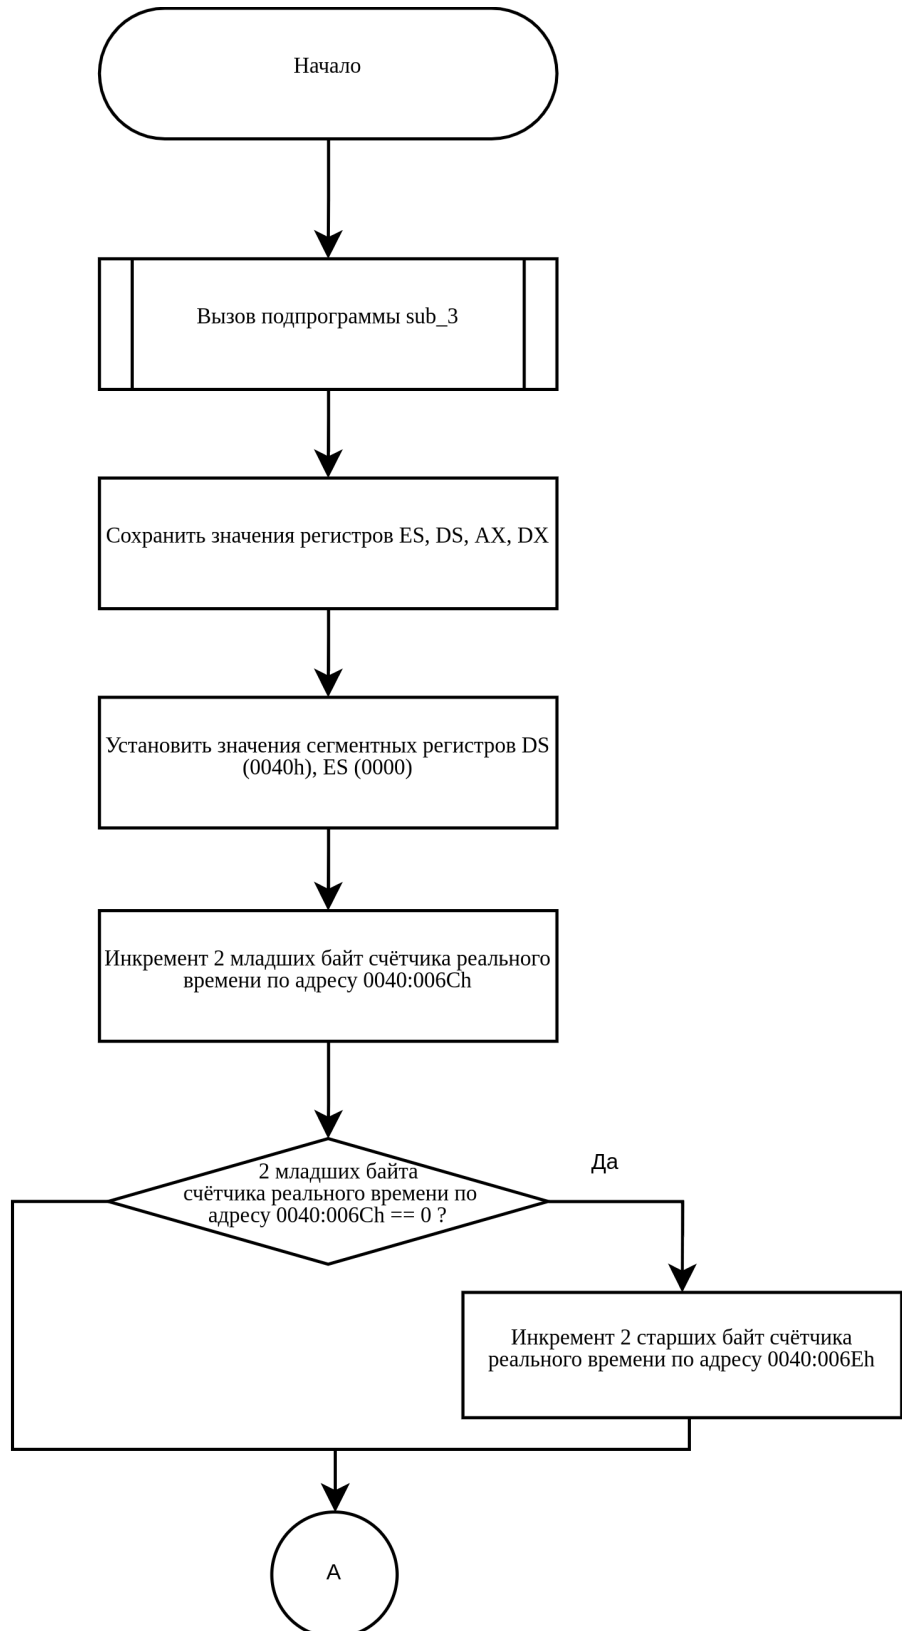 Начало
Вызов подпрограммы sub_3
Сохранить значения регистров ES, DS, AX, DX
Установить значения сегментных регистров DS
(0040h), ES (0000)
Инкремент 2 младших байт счётчика реального
времени по адресу 0040:006Ch
2 младших байта
счётчика реального времени по
адресу 0040:006Ch == 0 ?
Да
Инкремент 2 старших байт счётчика
реального времени по адресу 0040:006Eh
А